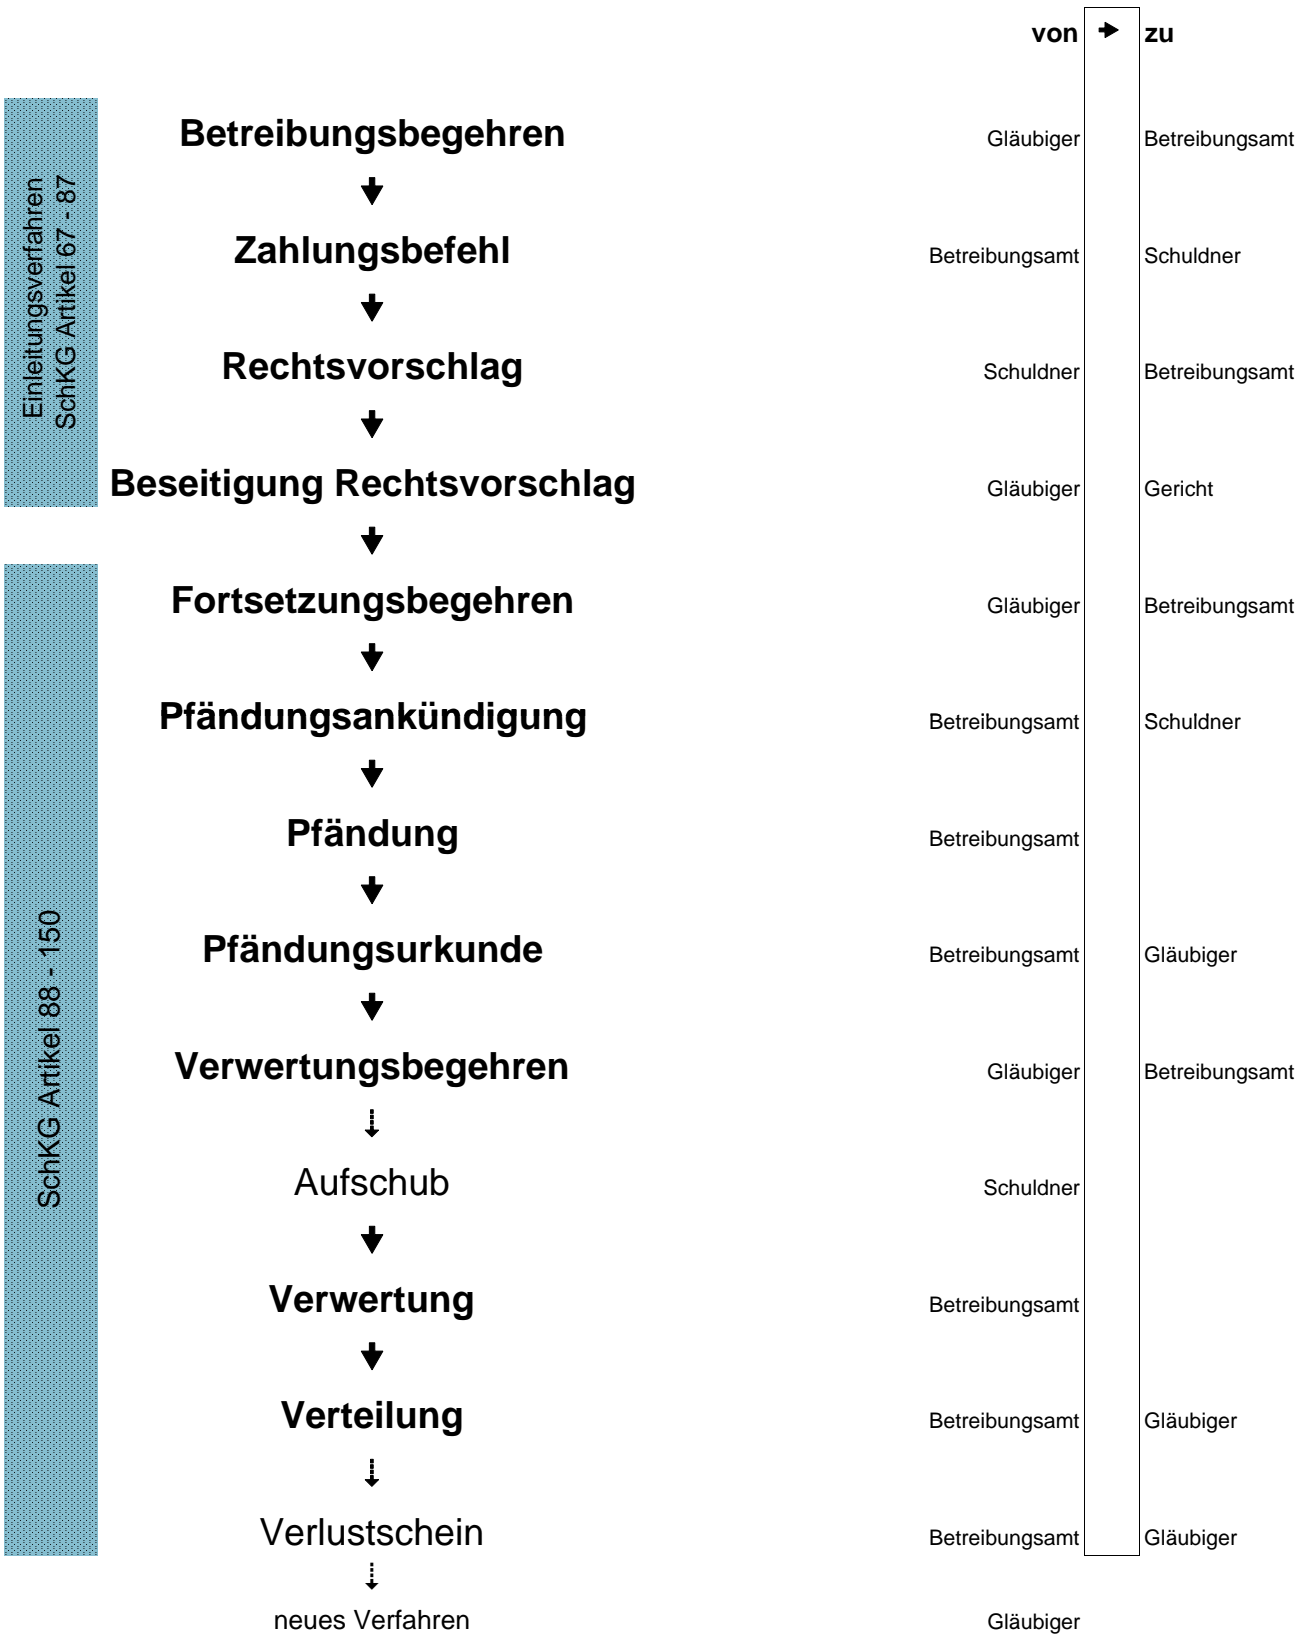 von zu
Einleitungsverfahren
SchKG Artikel 67 - 87
Betreibungsbegehren Gläubiger Betreibungsamt
Zahlungsbefehl Betreibungsamt Schuldner
Rechtsvorschlag Schuldner Betreibungsamt
Beseitigung Rechtsvorschlag Gläubiger Gericht
SchKG Artikel 88 - 150
Fortsetzungsbegehren Gläubiger Betreibungsamt
Pfändungsankündigung Betreibungsamt Schuldner
Pfändung Betreibungsamt
Pfändungsurkunde Betreibungsamt Gläubiger
Verwertungsbegehren Gläubiger Betreibungsamt
Aufschub Schuldner
Verwertung Betreibungsamt
Verteilung Betreibungsamt Gläubiger
Verlustschein Betreibungsamt Gläubiger
neues Verfahren Gläubiger